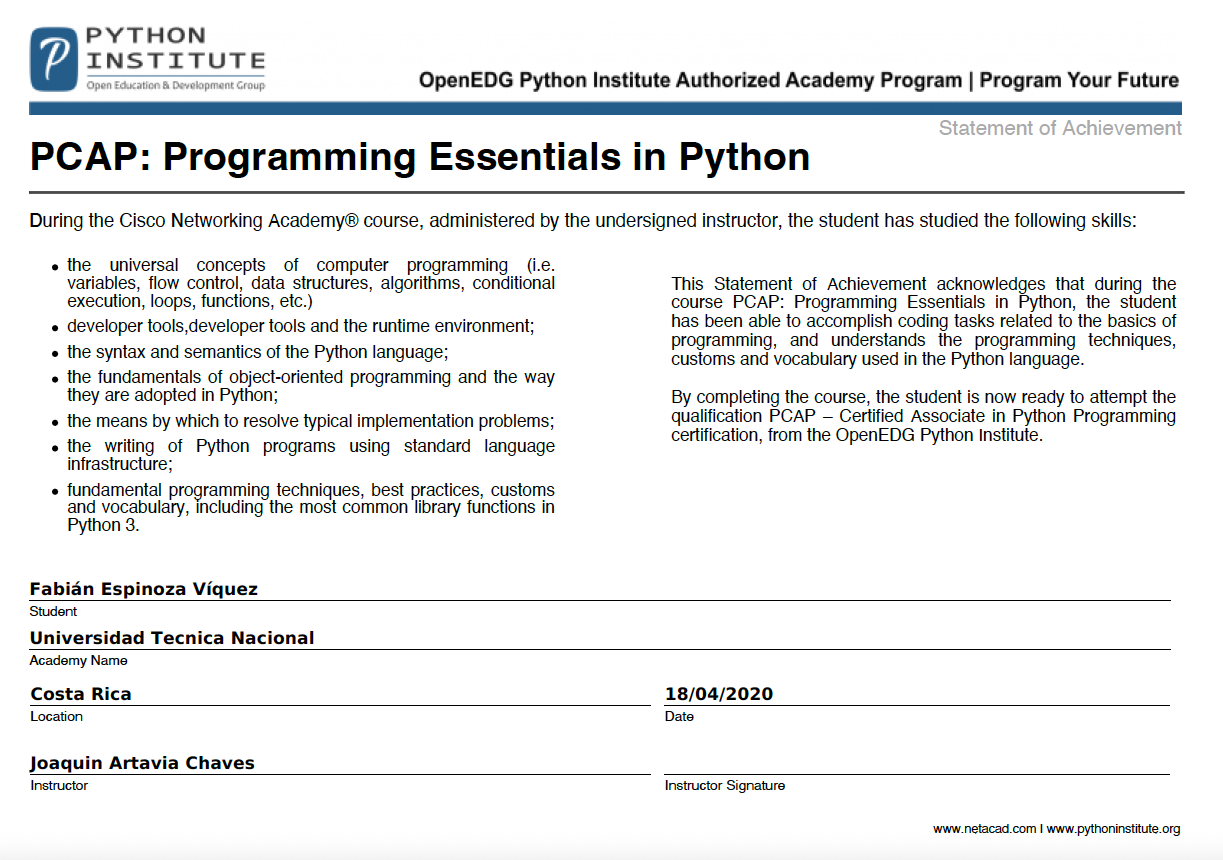 PYTHON
INSTITUTE
Open Education & Development Group
OpenEDG Python Institute Authorized Academy Program | Program Your Future
Statement of Achievement
PCAP: Programming Essentials in Python
During the Cisco Networking Academy® course, administered by the undersigned instructor, the student has studied the following skills:
• the universal concepts of computer programming (i.e.
variables, flow control, data structures, algorithms, conditional
execution, loops, functions, etc.)
• developer tools,developer tools and the runtime environment;
• the syntax and semantics of the Python language;
• the fundamentals of object-oriented programming and the way
they are adopted in Python;
• the means by which to resolve typical implementation problems;
• the writing of Python programs using standard language
infrastructure;
• fundamental programming techniques, best practices, customs
and vocabulary, including the most common library functions in
Python 3.
This Statement of Achievement acknowledges that during the
course PCAP: Programming Essentials in Python, the student
has been able to accomplish coding tasks related to the basics of
programming, and understands the programming techniques,
customs and vocabulary used in the Python language.
By completing the course, the student is now ready to attempt the
qualification PCAP – Certified Associate in Python Programming
certification, from the OpenEDG Python Institute.
Fabián Espinoza Víquez
Student
Universidad Tecnica Nacional
Academy Name
Costa Rica
Location
18/04/2020
Date
Joaquin Artavia Chaves
Instructor
Instructor Signature
www.netacad.com I www.pythoninstitute.org